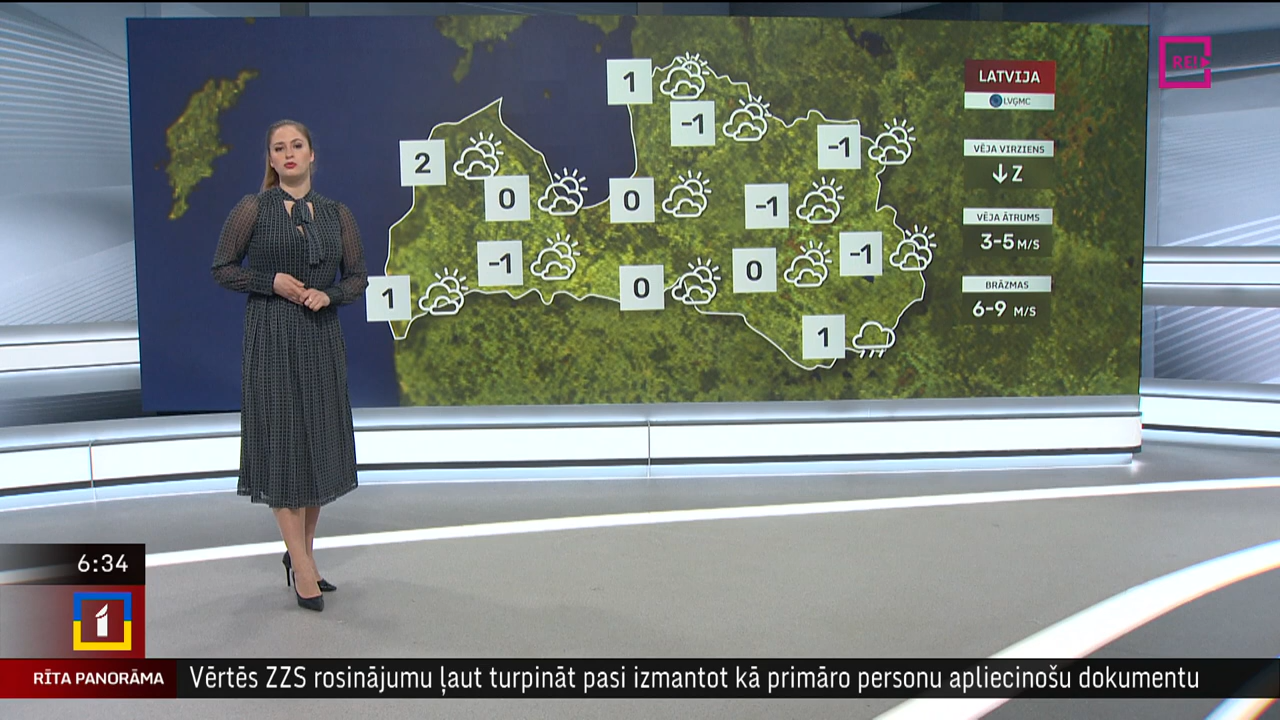 RE!
1
-1
-1
2
0
0
-1
-1
0
-1
1
0
1
LATVIJA
LVĢMC
VĒJA VIRZIENS
Z
VĒJA ĀTRUMS
3-5 M/S
BRĀZMAS
6-9 M/S
6:34
1
RĪTA PANORĀMA
Vērtēs ZZS rosinājumu ļaut turpināt pasi izmantot kā primāro personu apliecinošu dokumentu